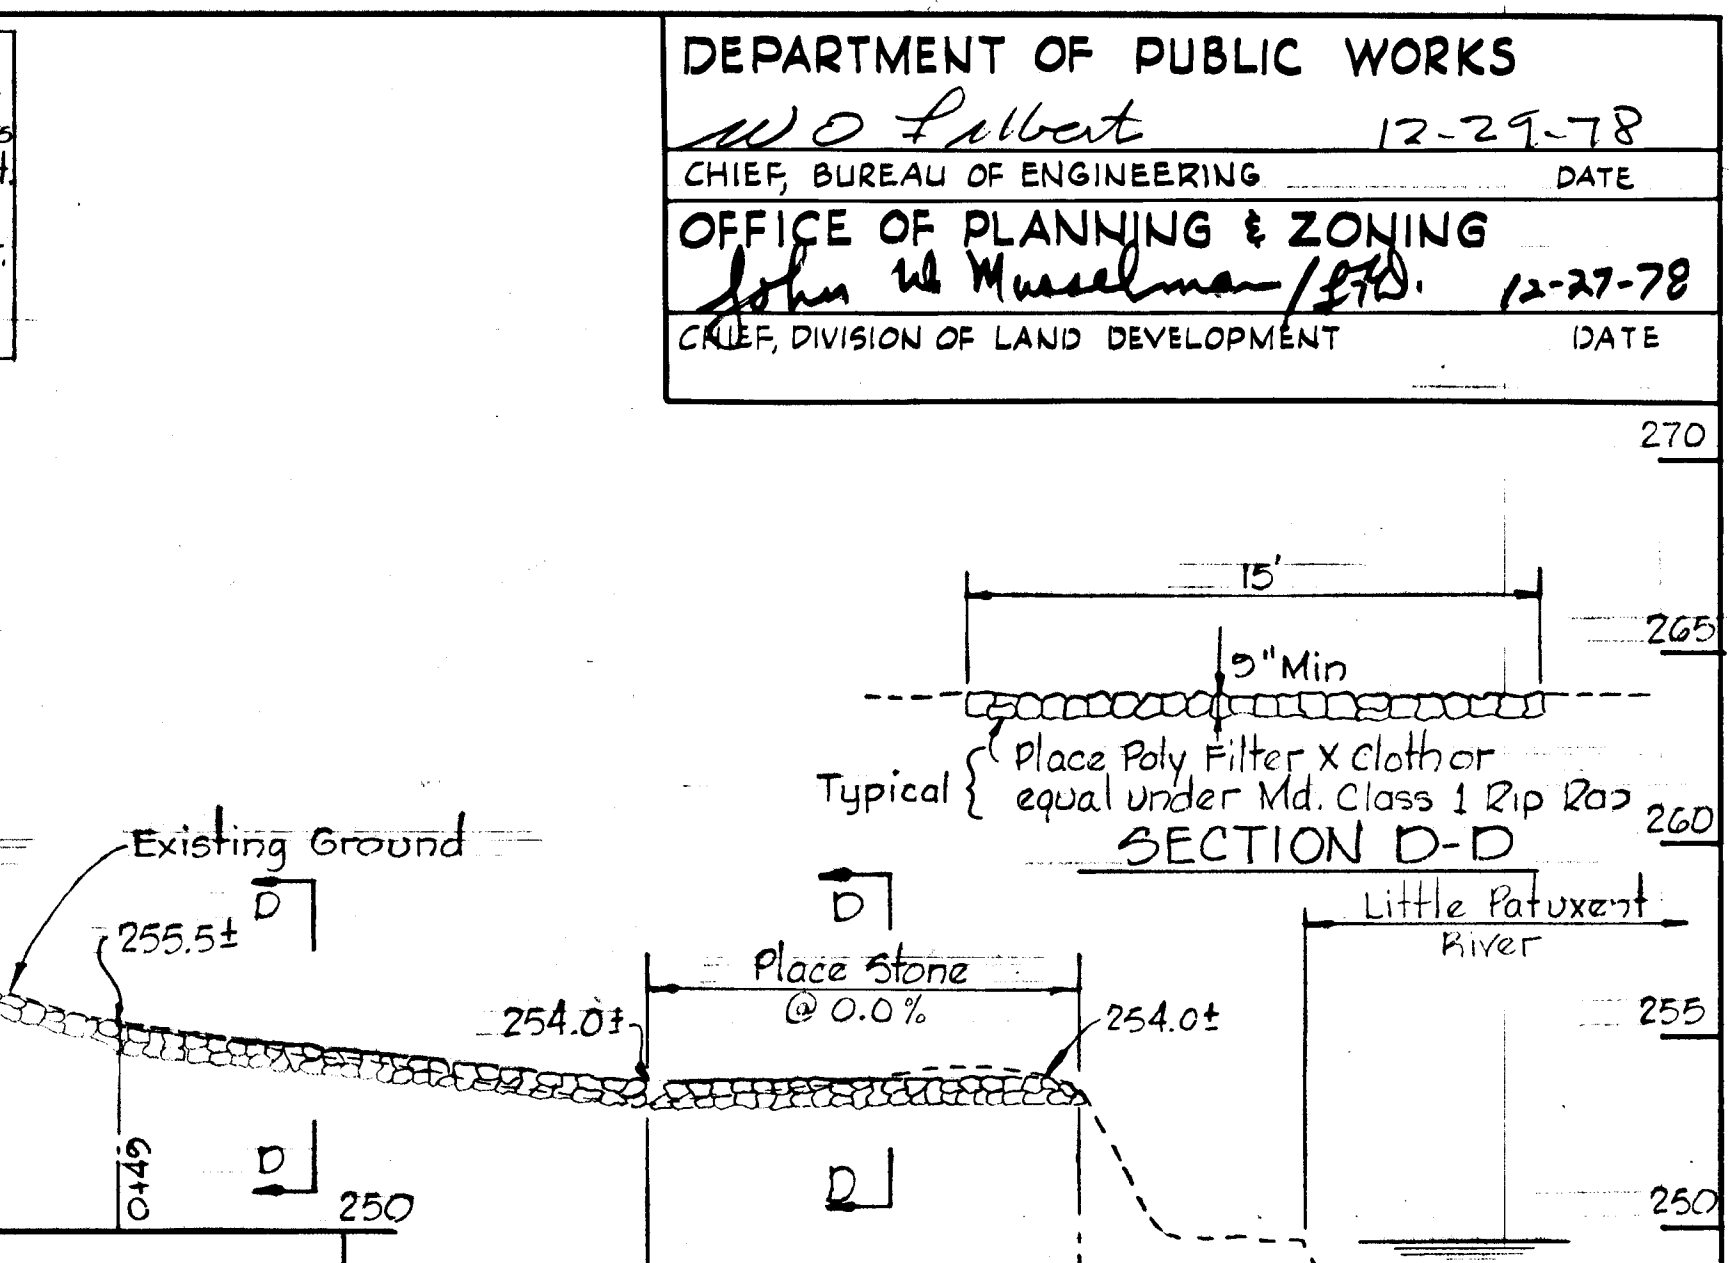 DEPARTMENT OF PUBLIC WORKS
W O Filbert 12-29-78
CHIEF, BUREAU OF ENGINEERING DATE
OFFICE OF PLANNING & ZONING
John W Musselman / 12-27-78
CHIEF, DIVISION OF LAND DEVELOPMENT DATE
270
15'
265
9" Min
Place Poly Filter X Cloth or
Typical { equal under Md. Class 1 Rip Rap
260
SECTION D-D
Existing Ground
D D
Little Patuxent
River
255.5±
Place Stone
@ 0.0%
254.0± 254.0±
255
0+49
D D
250 250